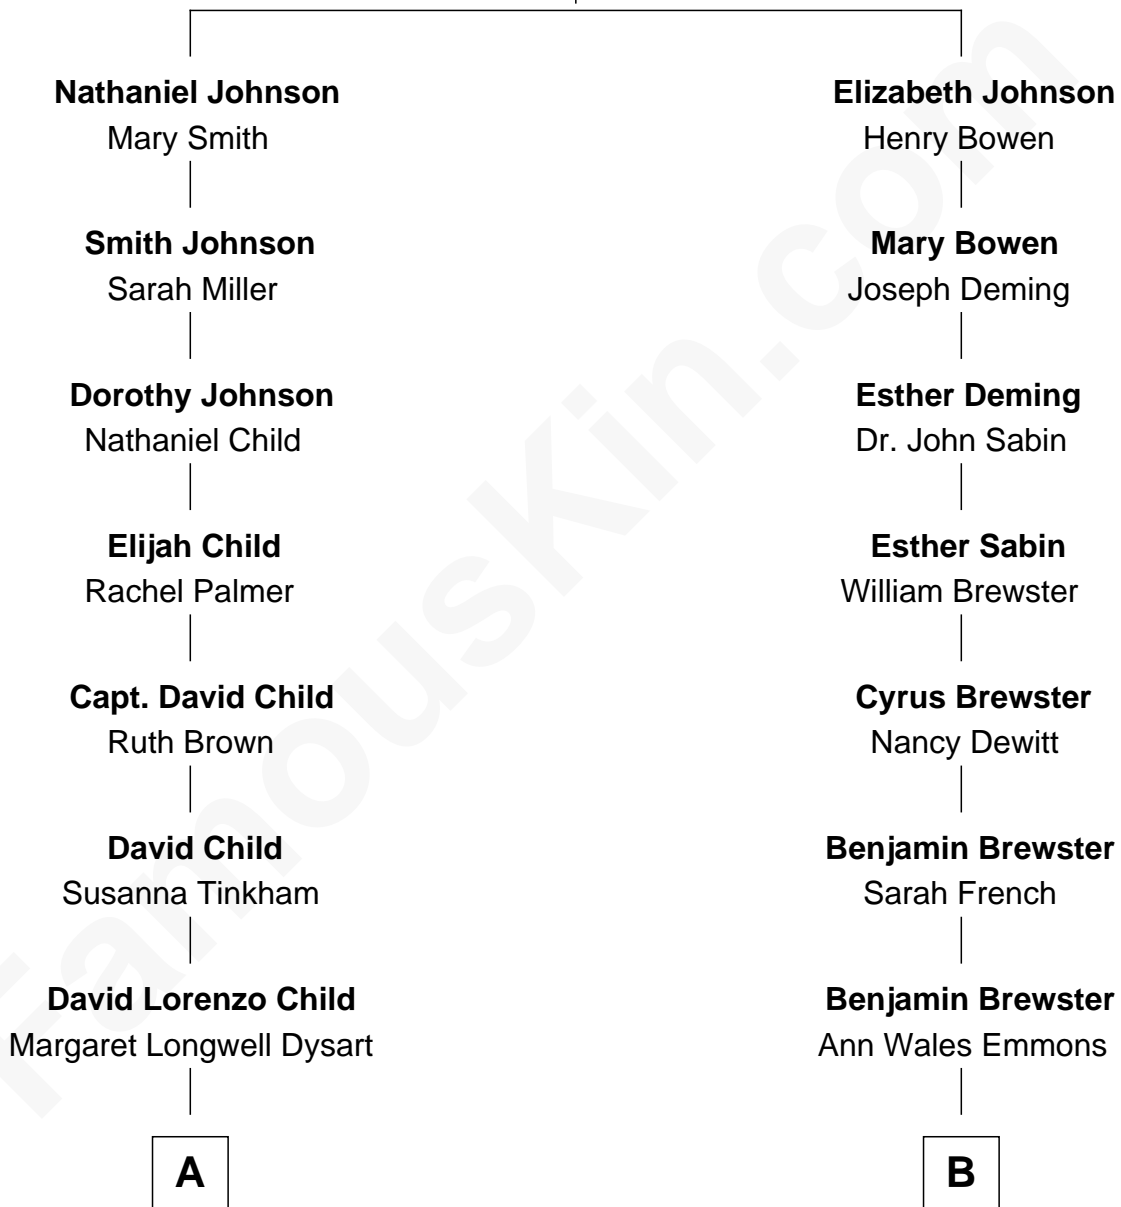 Nathaniel Johnson
Mary Smith
Smith Johnson
Sarah Miller
Dorothy Johnson
Nathaniel Child
Elijah Child
Rachel Palmer
Capt. David Child
Ruth Brown
David Child
Susanna Tinkham
David Lorenzo Child
Margaret Longwell Dysart
A
Elizabeth Johnson
Henry Bowen
Mary Bowen
Joseph Deming
Esther Deming
Dr. John Sabin
Esther Sabin
William Brewster
Cyrus Brewster
Nancy Dewitt
Benjamin Brewster
Sarah French
Benjamin Brewster
Ann Wales Emmons
B
FamousKin.com